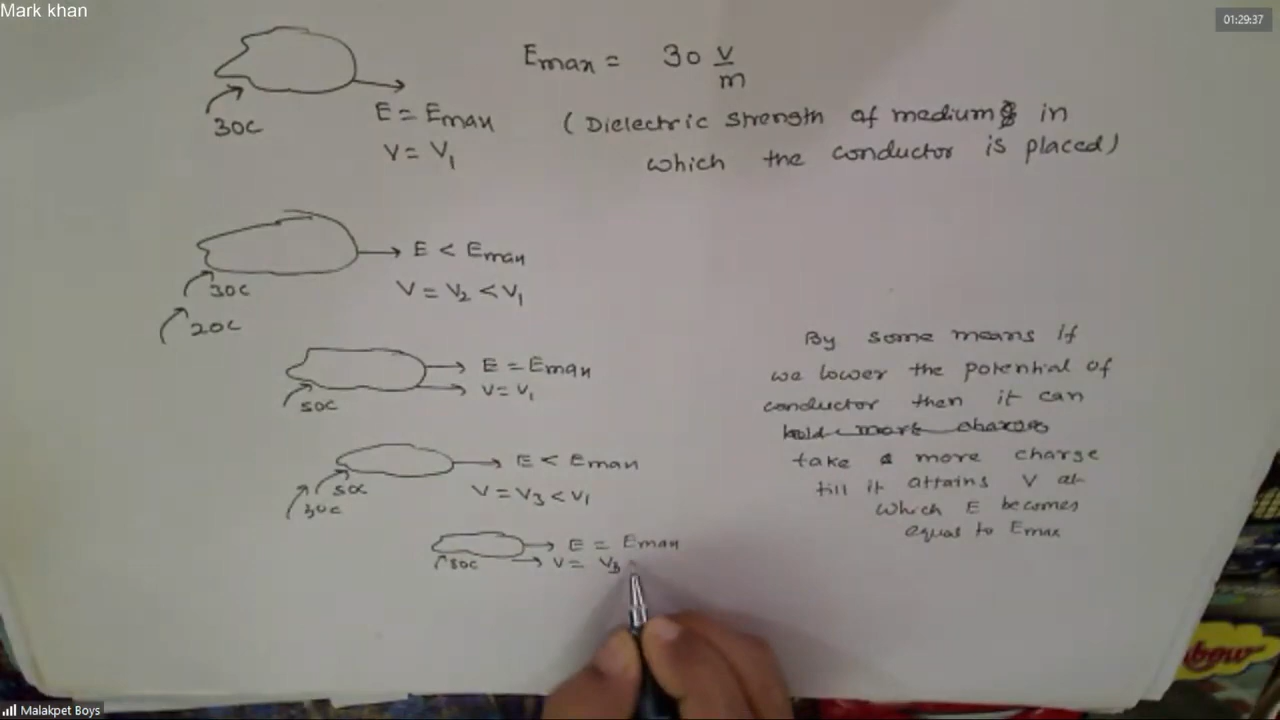 Mark khan
01:29:37
Emax = 30 V/m
30C
E = Emax
V = V₁
(Dielectric strength of medium in
which the conductor is placed)
E < Emax
V = V₂ < V₁
30C
20C
E = Emax
V = V₁
50C
By some means if
we lower the potential of
conductor then it can
hold more charges
take a more charge
till it attains V at
which E becomes
equal to Emax
E < Emax
V = V₃ < V₁
50C
30C
E = Emax
V = V₃
80C
Malakpet Boys
bow